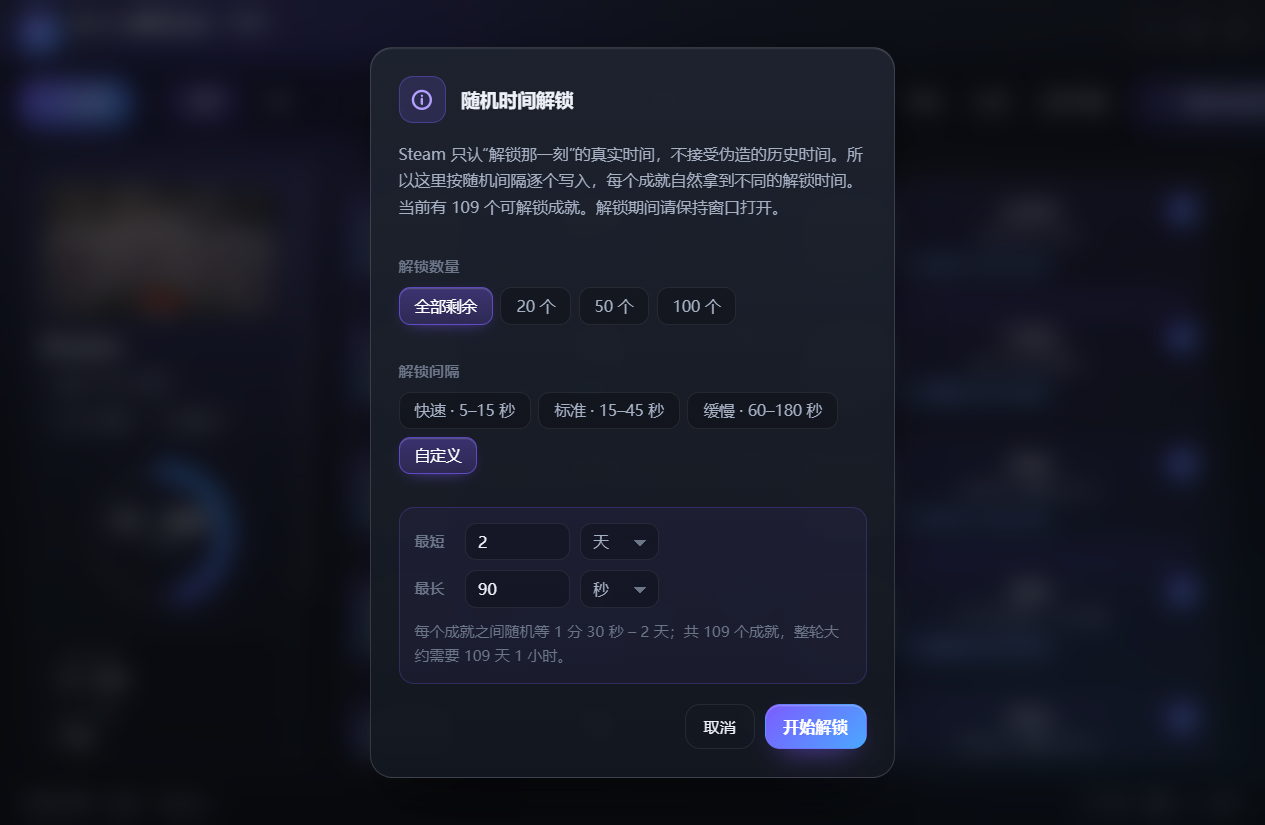 随机时间解锁
Steam 只认“解锁那一刻”的真实时间，不接受伪造的历史时间。所
以这里按随机间隔逐个写入，每个成就自然拿到不同的解锁时间。
当前有 109 个可解锁成就。解锁期间请保持窗口打开。
解锁数量
全部剩余 20 个 50 个 100 个
解锁间隔
快速 · 5–15 秒 标准 · 15–45 秒 缓慢 · 60–180 秒
自定义
最短 2 天
最长 90 秒
每个成就之间随机等 1 分 30 秒 – 2 天；共 109 个成就，整轮大
约需要 109 天 1 小时。
取消 开始解锁